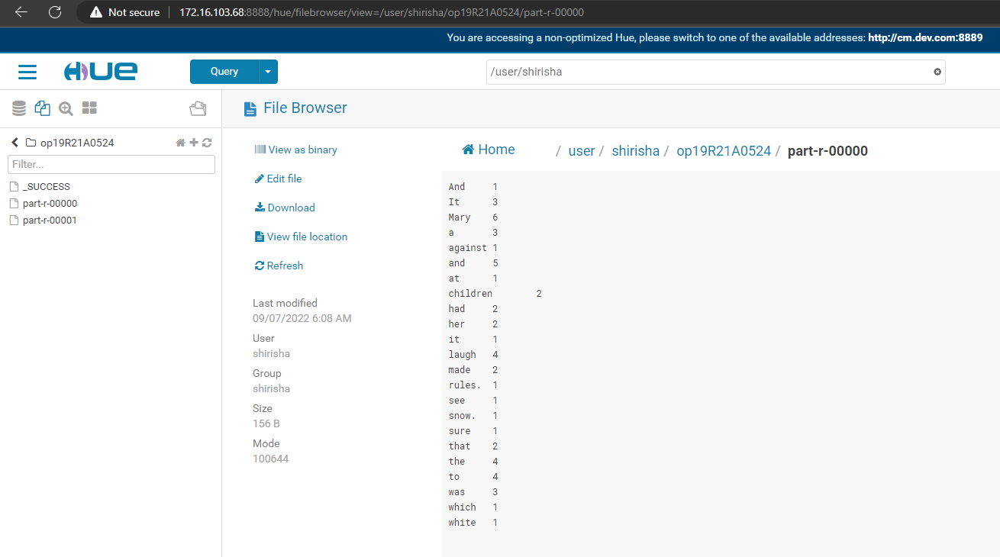 Not secure 172.16.103.68:8888/hue/filebrowser/view=/user/shirisha/op19R21A0524/part-r-00000
You are accessing a non-optimized Hue, please switch to one of the available addresses: http://cm.dev.com:8889
HUE Query /user/shirisha
File Browser
op19R21A0524
Filter...
_SUCCESS
part-r-00000
part-r-00001
View as binary
Edit file
Download
View file location
Refresh
Last modified
09/07/2022 6:08 AM
User
shirisha
Group
shirisha
Size
156 B
Mode
100644
Home / user / shirisha / op19R21A0524 / part-r-00000
And 1
It 3
Mary 6
a 3
against 1
and 5
at 1
children 2
had 2
her 2
it 1
laugh 4
made 2
rules. 1
see 1
snow. 1
sure 1
that 2
the 4
to 4
was 3
which 1
white 1